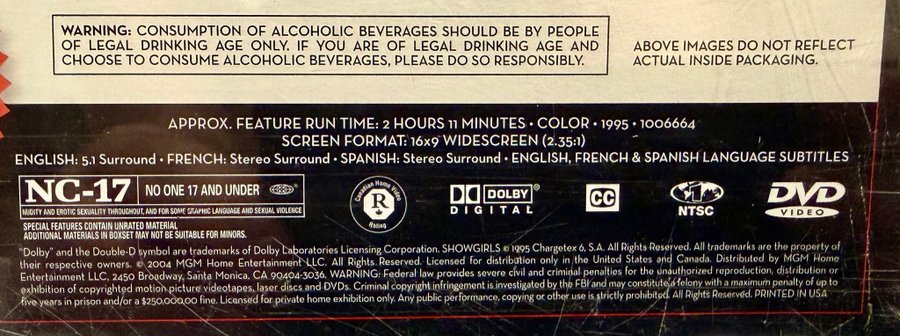 WARNING: CONSUMPTION OF ALCOHOLIC BEVERAGES SHOULD BE BY PEOPLE
OF LEGAL DRINKING AGE ONLY. IF YOU ARE OF LEGAL DRINKING AGE AND
CHOOSE TO CONSUME ALCOHOLIC BEVERAGES, PLEASE DO SO RESPONSIBLY.
ABOVE IMAGES DO NOT REFLECT
ACTUAL INSIDE PACKAGING.
APPROX. FEATURE RUN TIME: 2 HOURS 11 MINUTES • COLOR • 1995 • 1006664
SCREEN FORMAT: 16x9 WIDESCREEN (2.35:1)
ENGLISH: 5.1 Surround • FRENCH: Stereo Surround • SPANISH: Stereo Surround • ENGLISH, FRENCH & SPANISH LANGUAGE SUBTITLES
NC-17 NO ONE 17 AND UNDER ®
NUDITY AND EROTIC SEXUALITY THROUGHOUT, AND FOR SOME GRAPHIC LANGUAGE AND SEXUAL VIOLENCE
SPECIAL FEATURES CONTAIN UNRATED MATERIAL
ADDITIONAL MATERIALS IN BOXSET MAY NOT BE SUITABLE FOR MINORS.
Canadian Home Video
R
Rating
DOLBY®
DIGITAL
CC
NTSC
DVD
VIDEO
"Dolby" and the Double-D symbol are trademarks of Dolby Laboratories Licensing Corporation. SHOWGIRLS © 1995 Chargetex 6, S.A. All Rights Reserved. All trademarks are the property of
their respective owners. © 2004 MGM Home Entertainment LLC. All Rights Reserved. Licensed for distribution only in the United States and Canada. Distributed by MGM Home
Entertainment LLC, 2450 Broadway, Santa Monica, CA 90404-3036. WARNING: Federal law provides severe civil and criminal penalties for the unauthorized reproduction, distribution or
exhibition of copyrighted motion picture videotapes, laser discs and DVDs. Criminal copyright infringement is investigated by the FBI and may constitute a felony with a maximum penalty of up to
five years in prison and/or a $250,000.00 fine. Licensed for private home exhibition only. Any public performance, copying or other use is strictly prohibited. All Rights Reserved. PRINTED IN USA